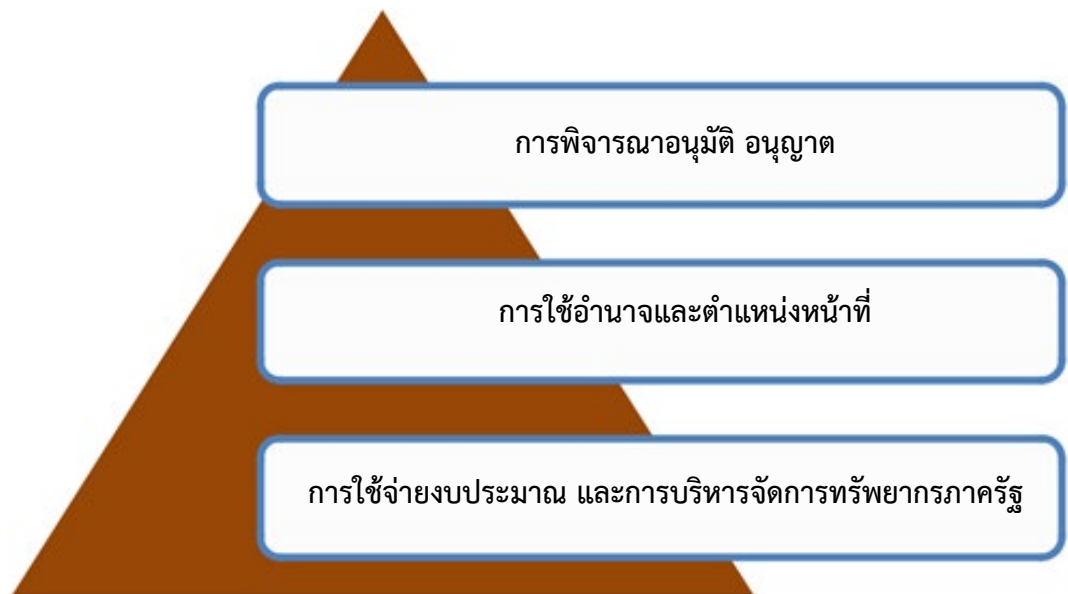 การพิจารณาอนุมัติ อนุญาต
การใช้อำนาจและตำแหน่งหน้าที่
การใช้จ่ายงบประมาณ และการบริหารจัดการทรัพยากรภาครัฐ